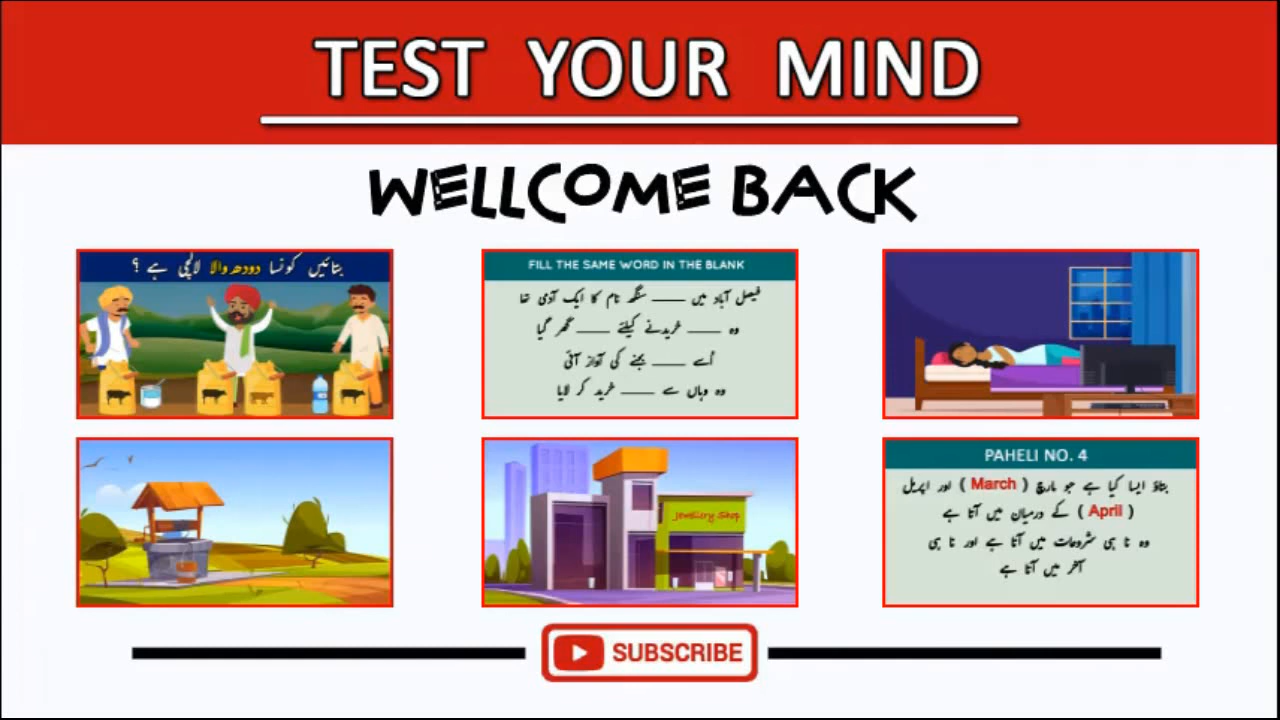 TEST YOUR MIND
WELLCOME BACK
بتائیں کونسا دودھ والا لالچی ہے ؟
FILL THE SAME WORD IN THE BLANK
فیصل آباد میں ____ سنگھ نام کا ایک آدمی تھا
وہ ____ خریدنے کیلئے ____ گھر گیا
اُسے ____ بجنے کی آواز آئی
وہ وہاں سے ____ خرید کر لایا
Jewellery Shop
PAHELI NO. 4
بتاؤ ایسا کیا ہے جو مارچ ( March ) اور اپریل
( April ) کے درمیان میں آتا ہے
وہ نا ہی شروعات میں آتا ہے اور نا ہی
آخر میں آتا ہے
SUBSCRIBE